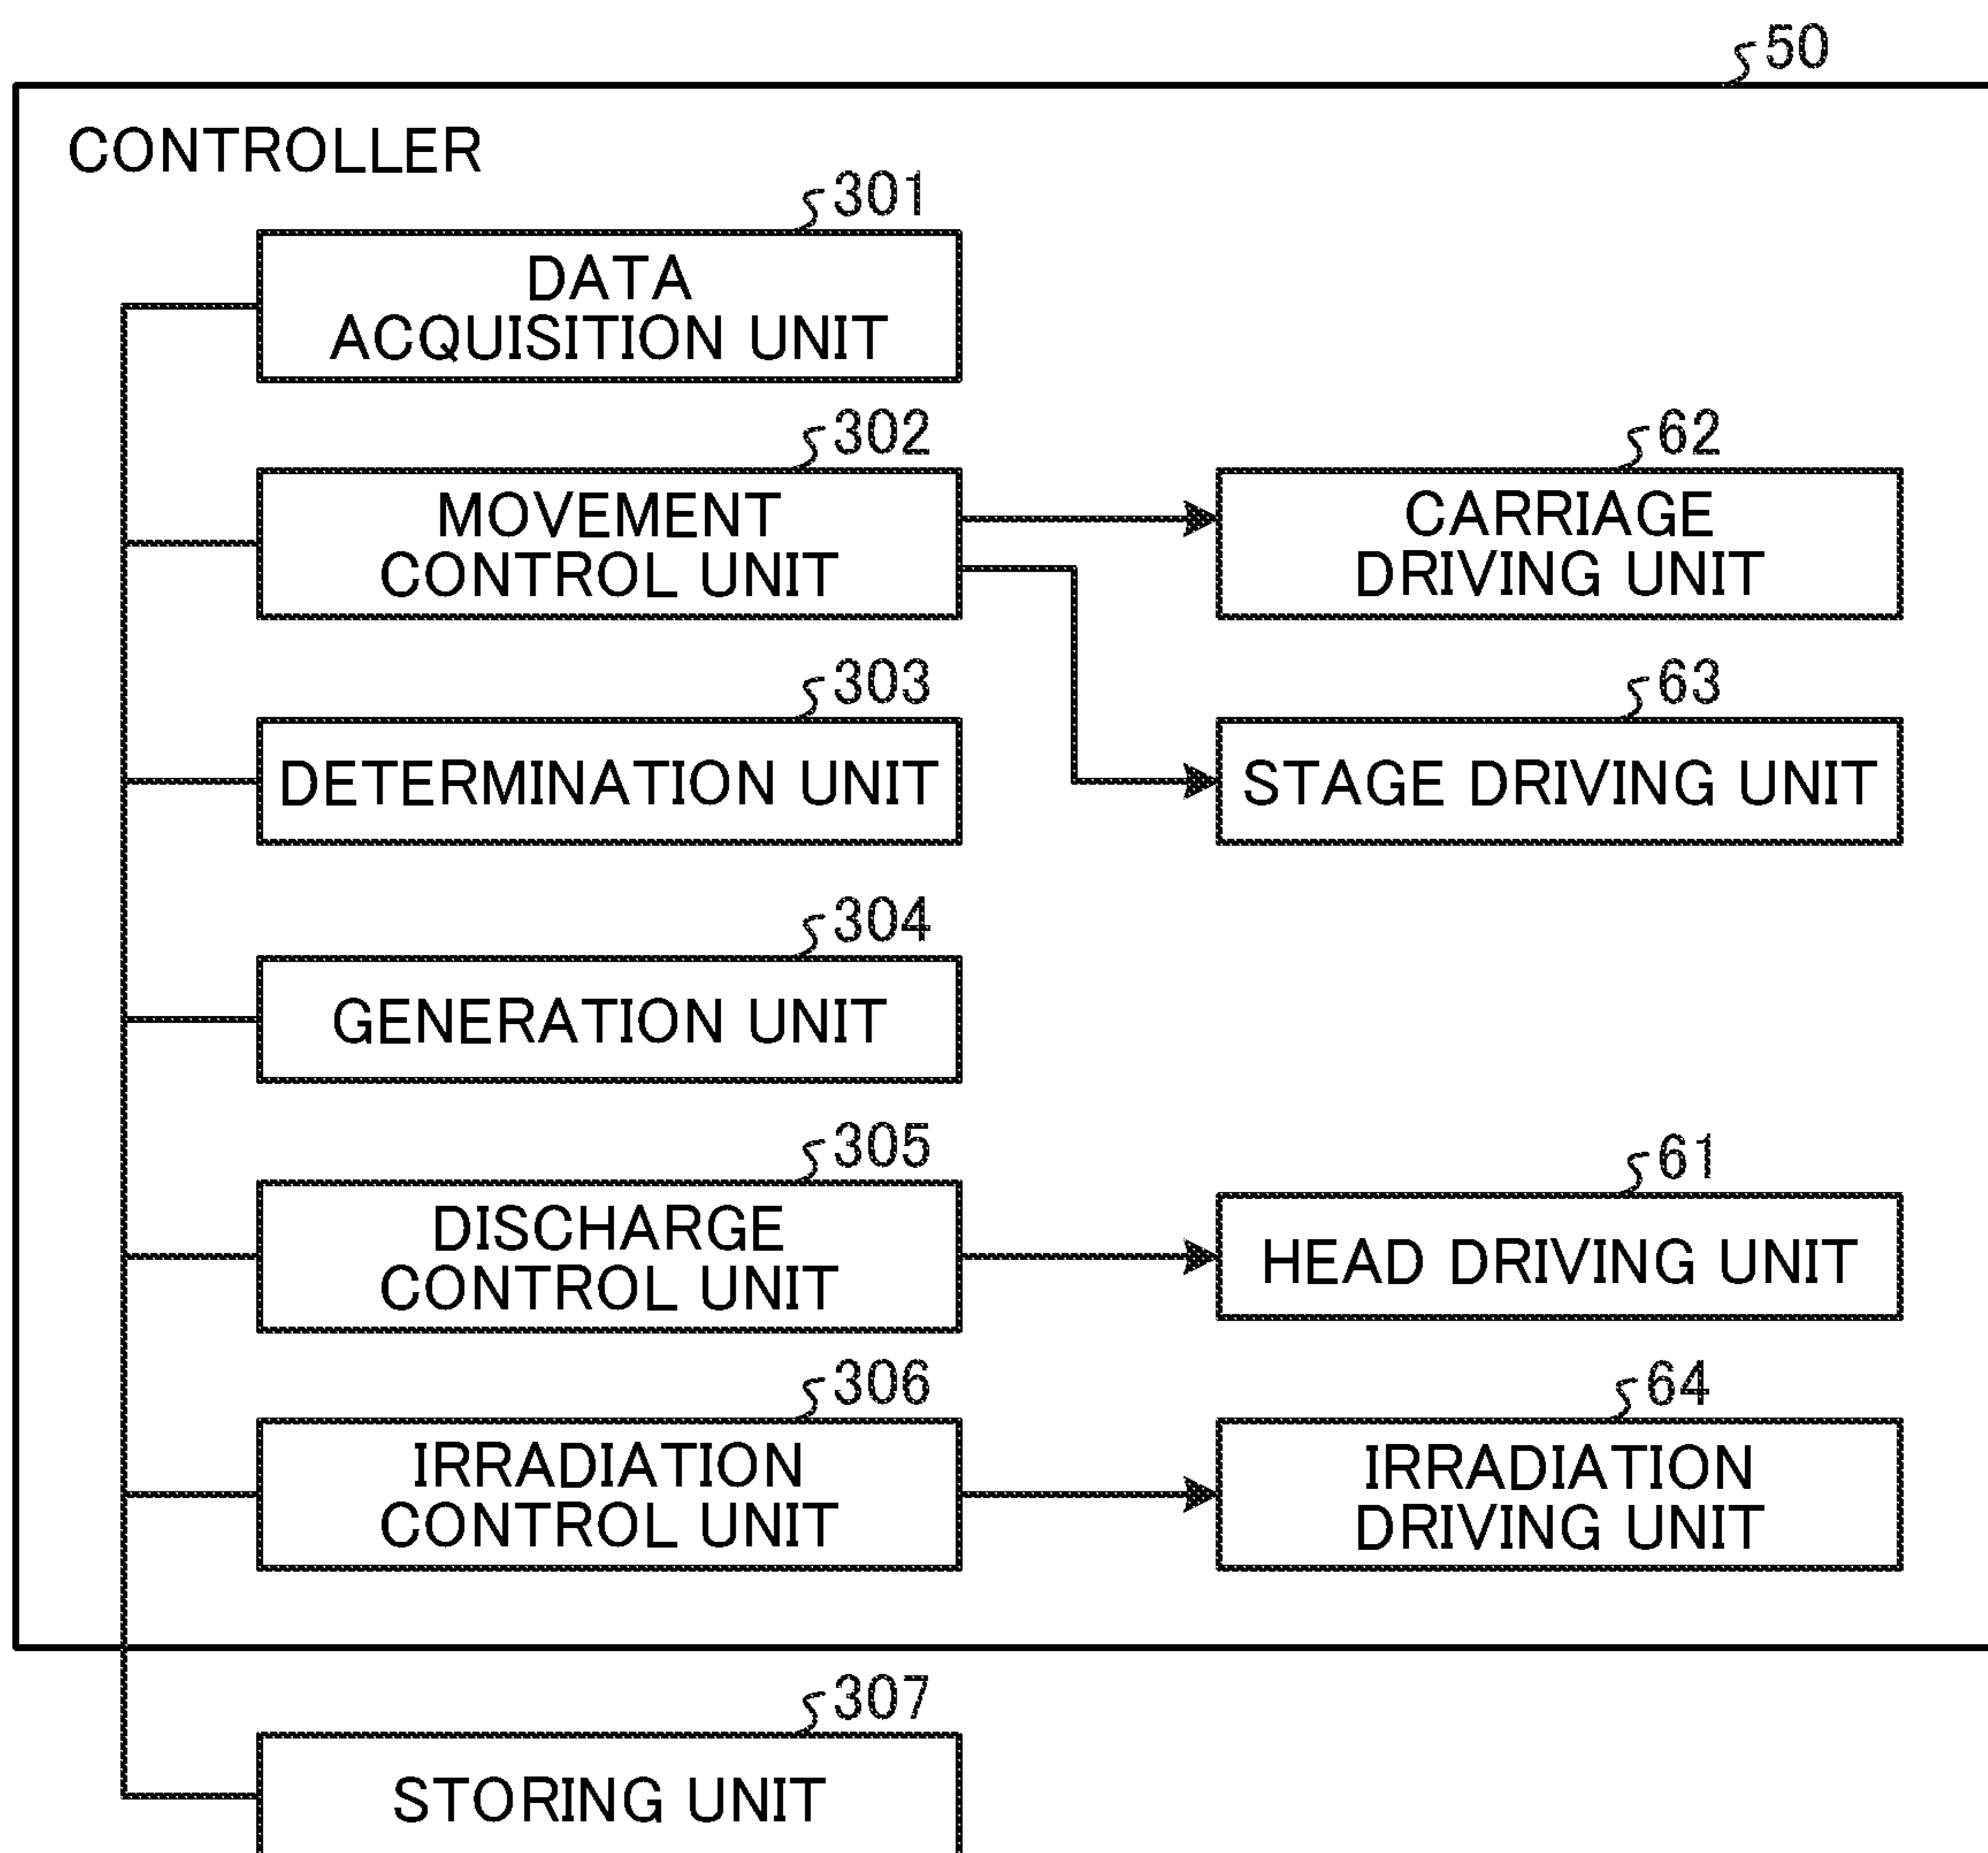 50
CONTROLLER
301
DATA
ACQUISITION UNIT
302
MOVEMENT
CONTROL UNIT
62
CARRIAGE
DRIVING UNIT
303
DETERMINATION UNIT
63
STAGE DRIVING UNIT
304
GENERATION UNIT
305
DISCHARGE
CONTROL UNIT
61
HEAD DRIVING UNIT
306
IRRADIATION
CONTROL UNIT
64
IRRADIATION
DRIVING UNIT
307
STORING UNIT